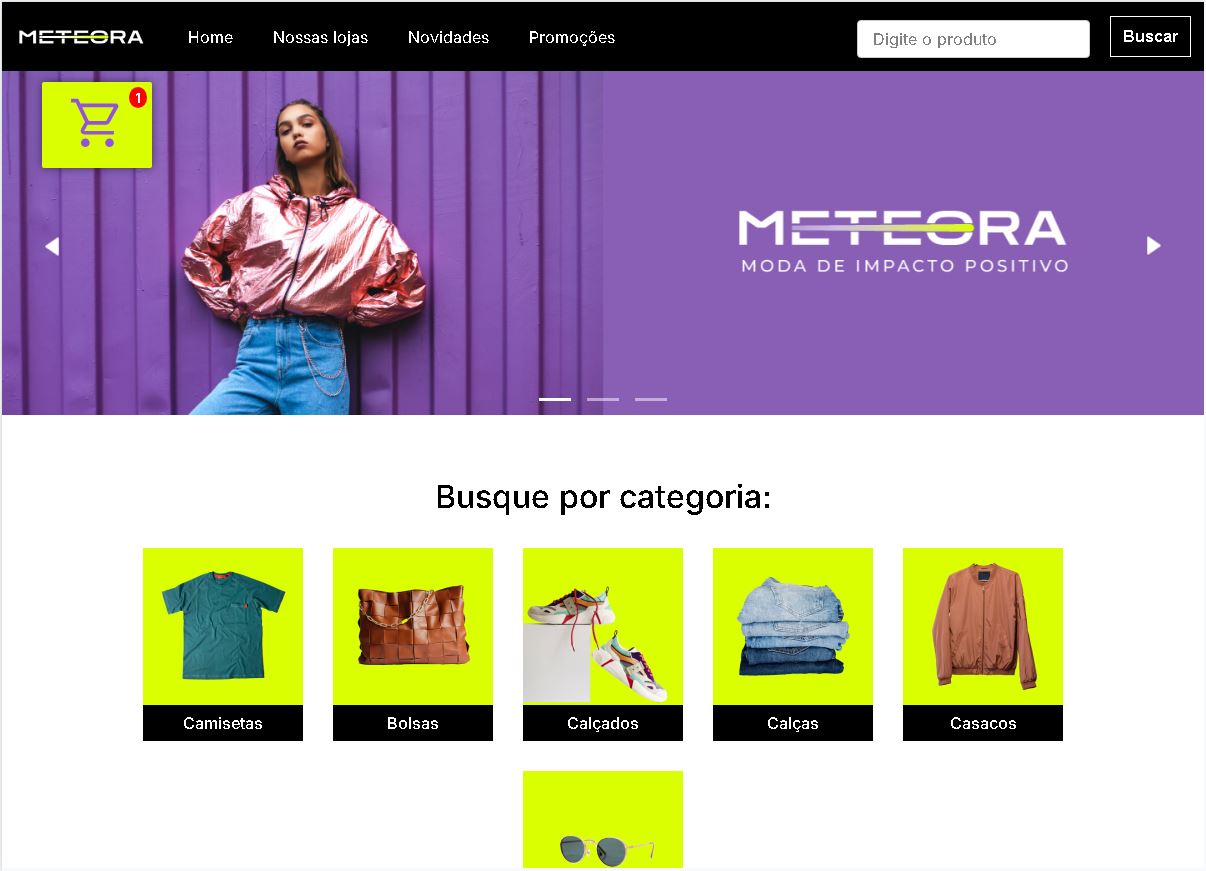 METEORA Home Nossas lojas Novidades Promoções Digite o produto Buscar
1
METEORA
MODA DE IMPACTO POSITIVO
Busque por categoria:
Camisetas Bolsas Calçados Calças Casacos